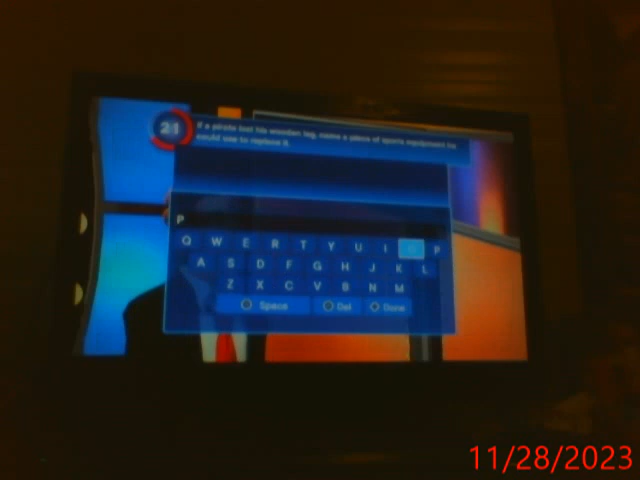 21
If a pirate lost his wooden leg, name a piece of sports equipment he
could use to replace it.
P
Q W E R T Y U I O P
A S D F G H J K L
Z X C V B N M
Space Del Done
11/28/2023